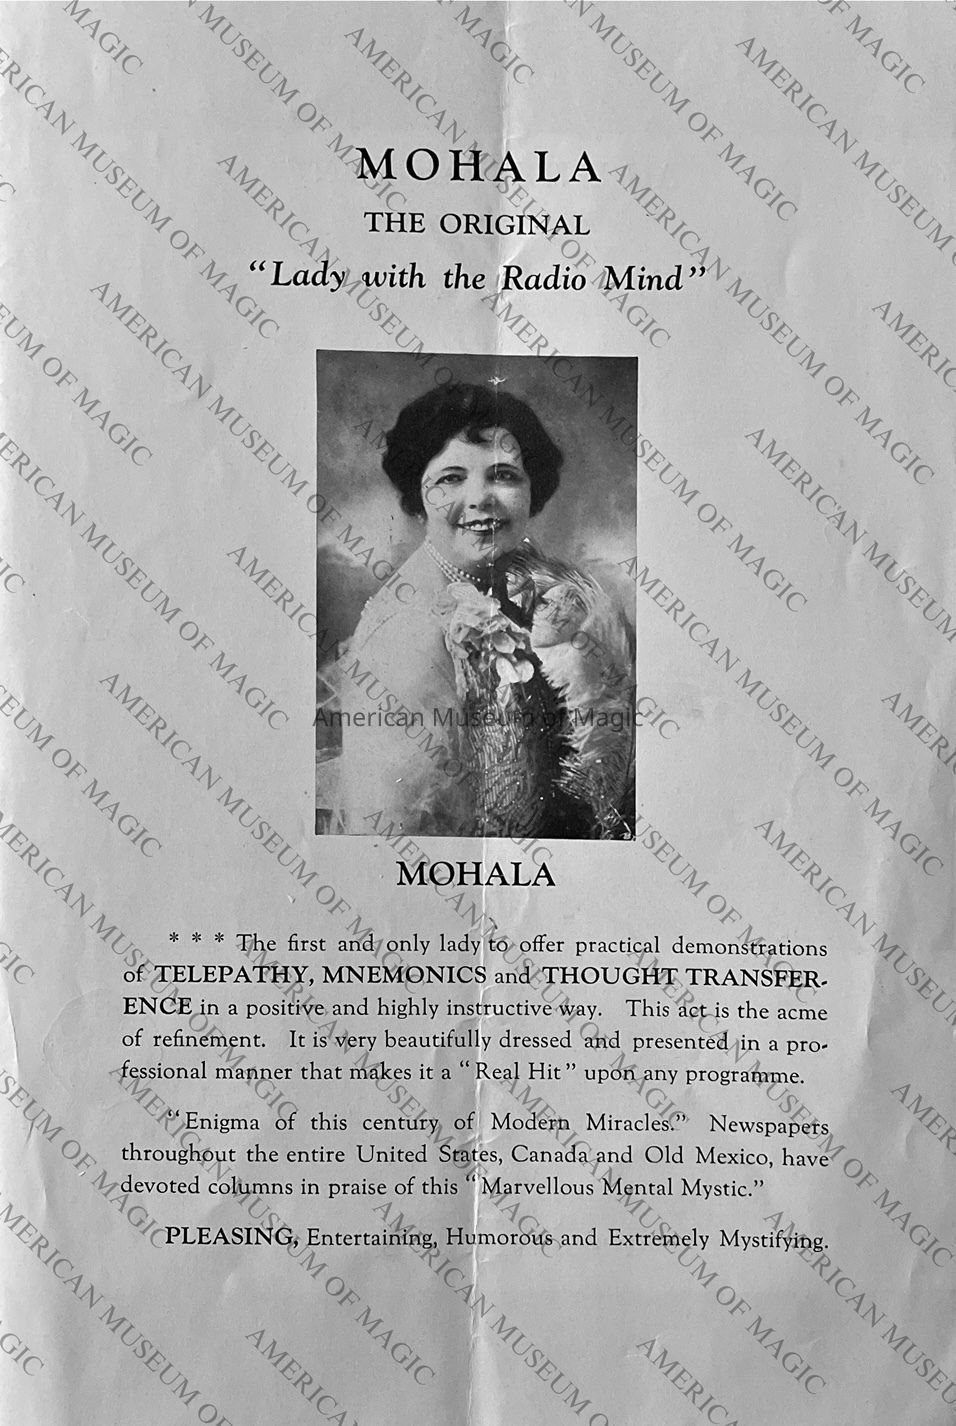 MOHALA
THE ORIGINAL
“Lady with the Radio Mind”
American Museum of Magic
MOHALA
* * * The first and only lady to offer practical demonstrations
of TELEPATHY, MNEMONICS and THOUGHT TRANSFER-
ENCE in a positive and highly instructive way. This act is the acme
of refinement. It is very beautifully dressed and presented in a pro-
fessional manner that makes it a “Real Hit” upon any programme.
“Enigma of this century of Modern Miracles.” Newspapers
throughout the entire United States, Canada and Old Mexico, have
devoted columns in praise of this “Marvellous Mental Mystic.”
PLEASING, Entertaining, Humorous and Extremely Mystifying.
AMERICAN MUSEUM OF MAGIC